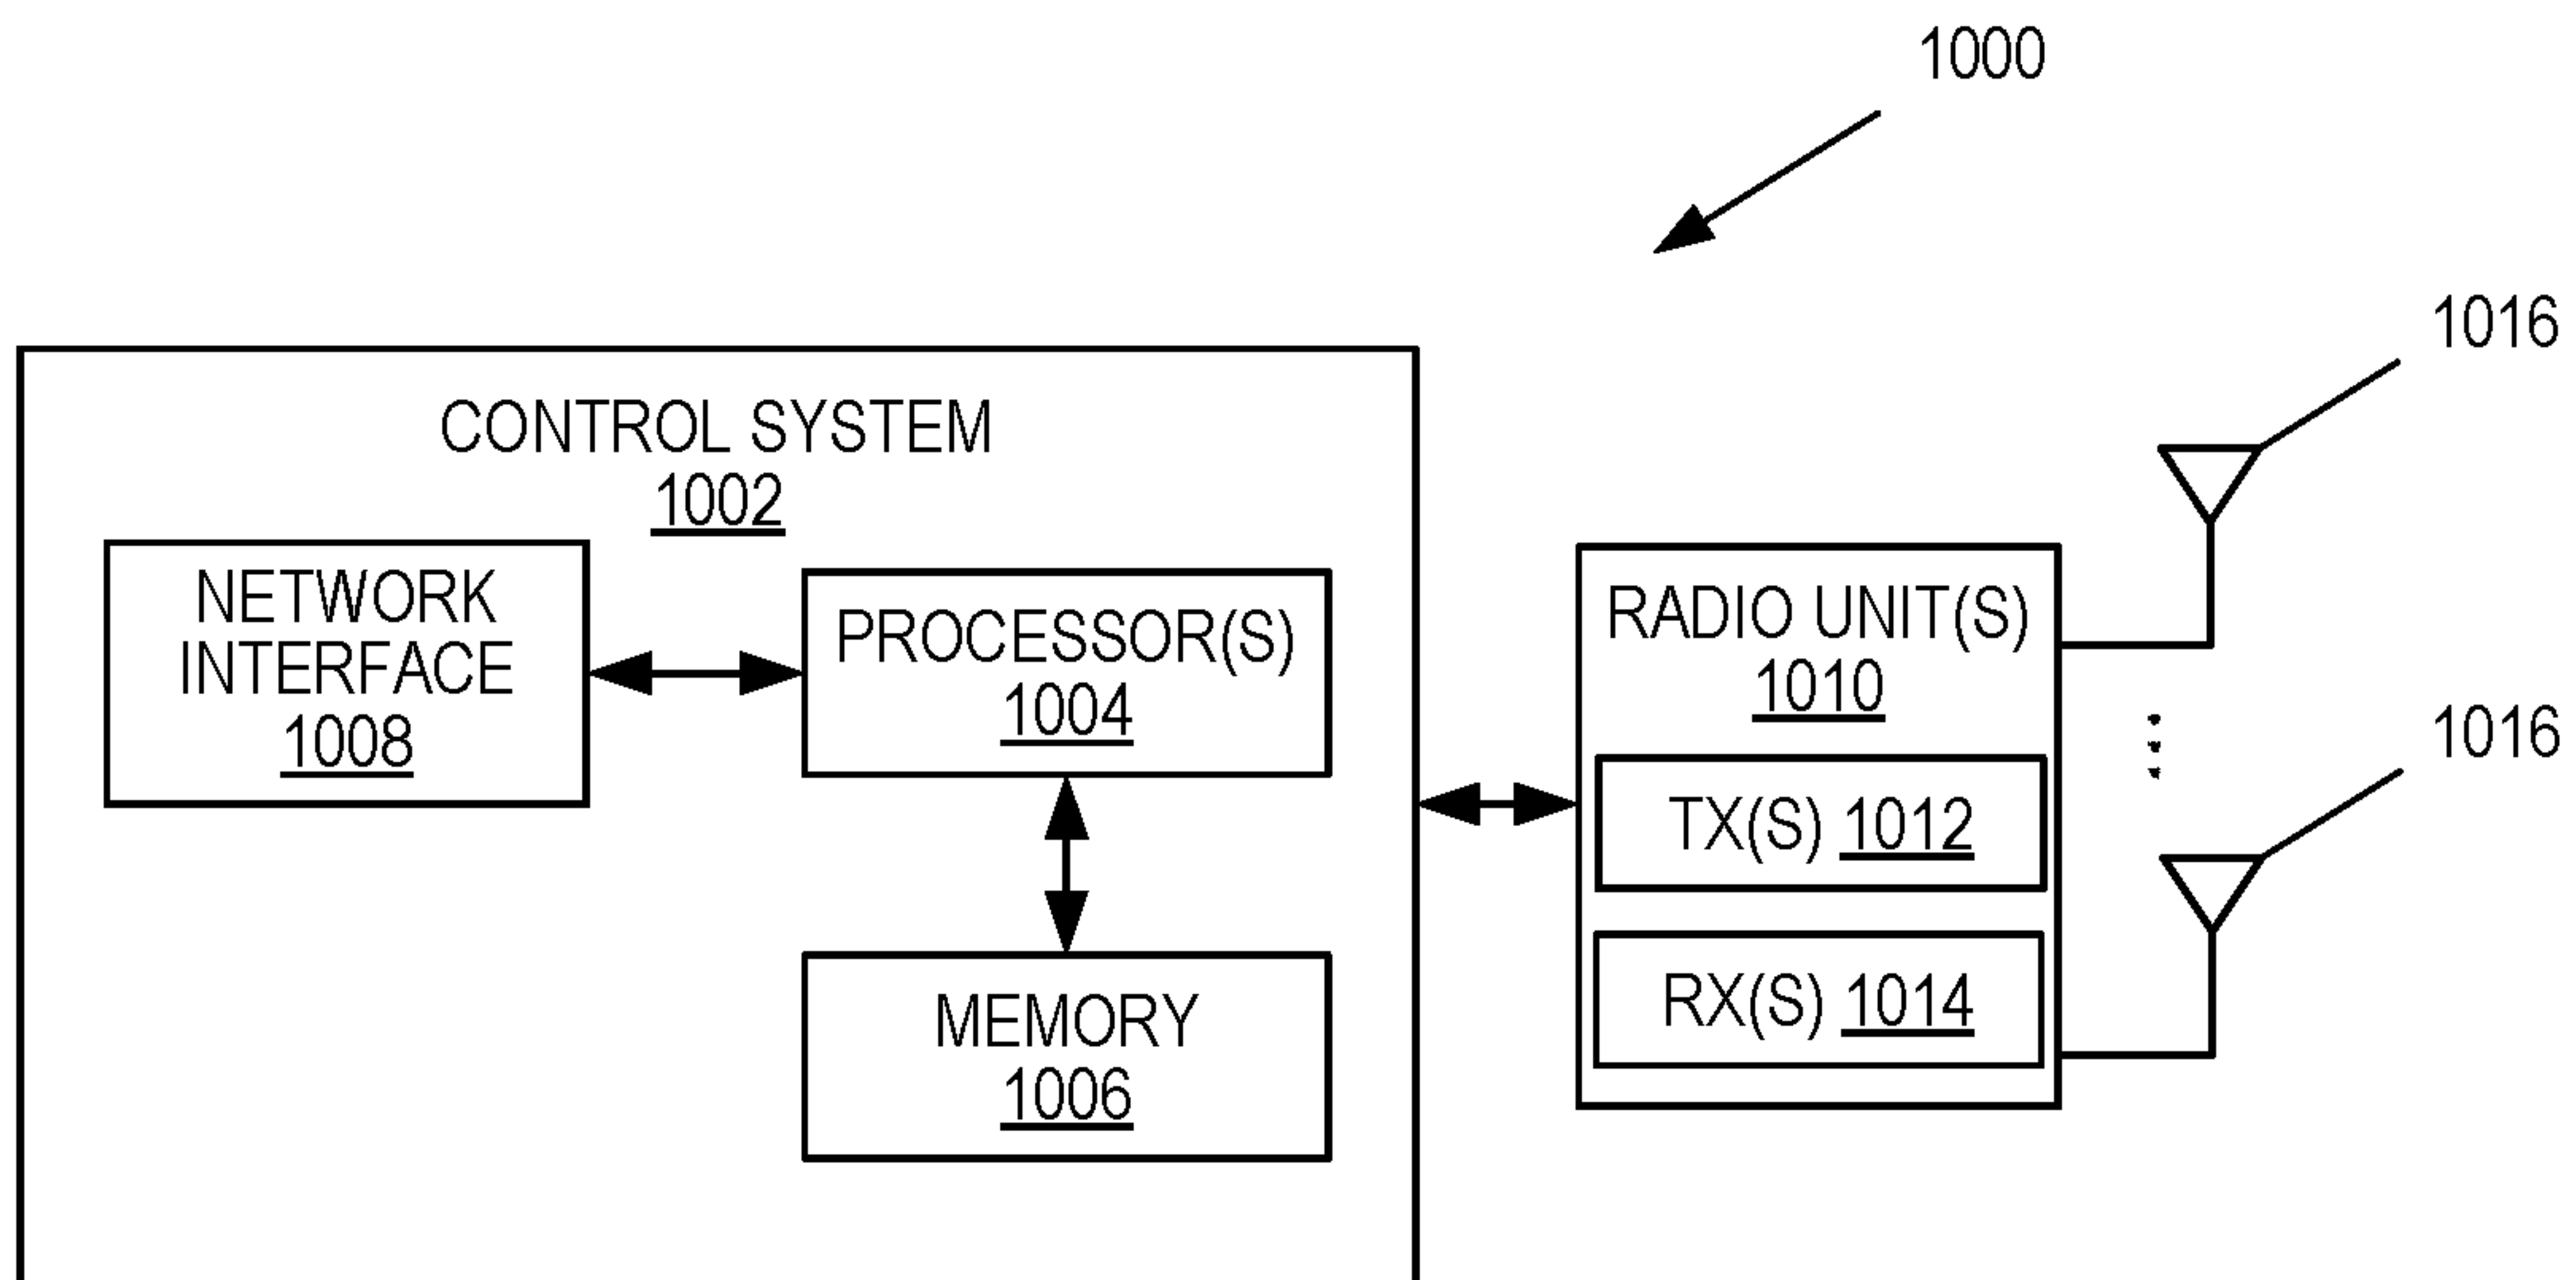 1000
1016
CONTROL SYSTEM
1002
NETWORK
INTERFACE
1008
PROCESSOR(S)
1004
MEMORY
1006
RADIO UNIT(S)
1010
TX(S) 1012
RX(S) 1014
1016